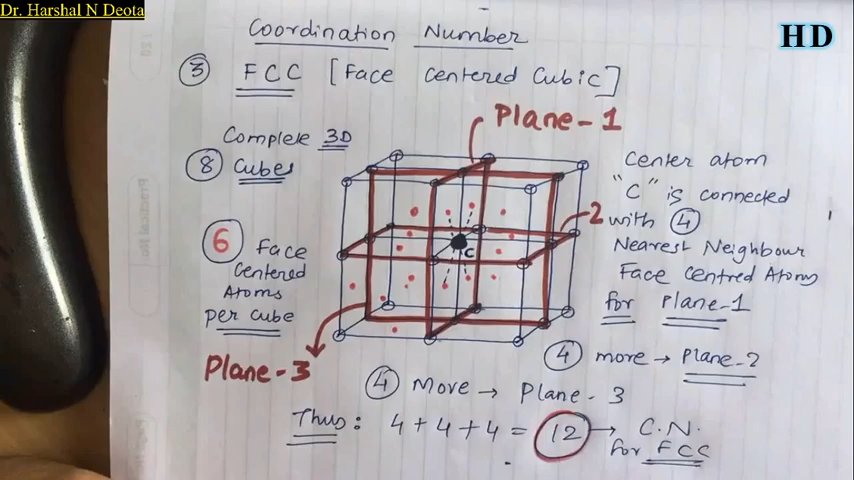 Dr. Harshal N Deota
HD
Coordination Number
③ FCC [Face Centered Cubic]
Plane-1
Complete 3D
⑧ Cubes
6 Face
Centered
Atoms
per cube
2
C
Center atom
"C" is connected
with ④
Nearest Neighbour
Face Centred Atoms
for Plane-1
④ more → Plane-2
Plane-3
④ More → Plane-3
Thus: 4+4+4 = 12 → C.N.
for FCC